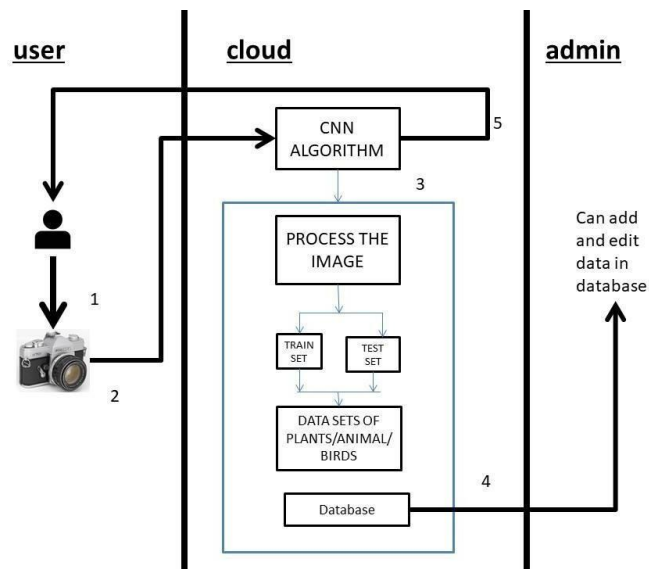 user
cloud
admin
5
CNN
ALGORITHM
3
PROCESS THE
IMAGE
Can add
and edit
data in
database
1
TRAIN
SET
TEST
SET
2
DATA SETS OF
PLANTS/ANIMAL/
BIRDS
4
Database